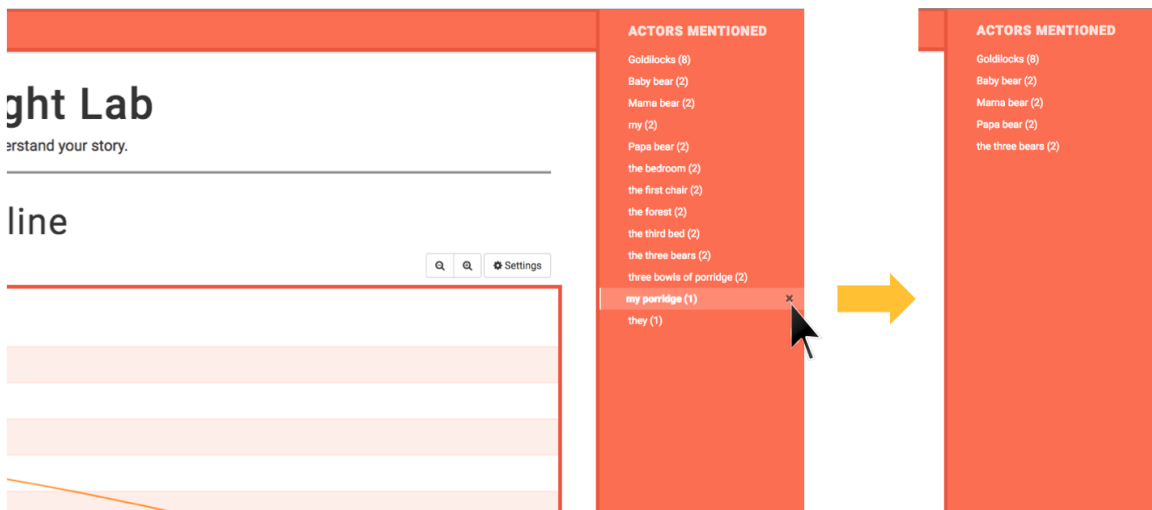 ght Lab
erstand your story.
line
Settings
ACTORS MENTIONED
Goldilocks (8)
Baby bear (2)
Mama bear (2)
my (2)
Papa bear (2)
the bedroom (2)
the first chair (2)
the forest (2)
the third bed (2)
the three bears (2)
three bowls of porridge (2)
my porridge (1)
they (1)
ACTORS MENTIONED
Goldilocks (8)
Baby bear (2)
Mama bear (2)
Papa bear (2)
the three bears (2)